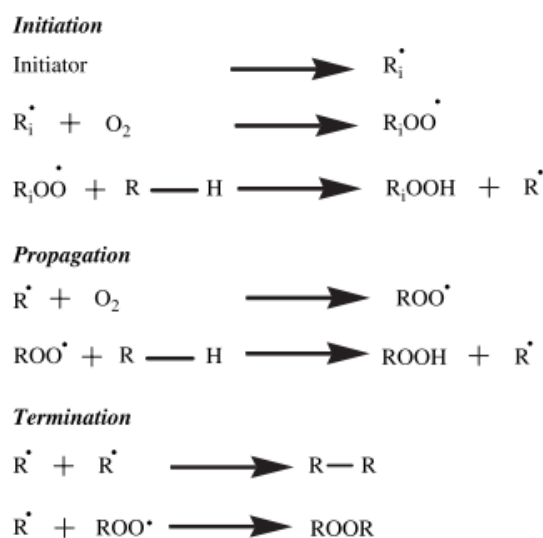 Initiation
Initiator ⟶ Rᵢ•
Rᵢ• + O₂ ⟶ RᵢOO•
RᵢOO• + R — H ⟶ RᵢOOH + R•
Propagation
R• + O₂ ⟶ ROO•
ROO• + R — H ⟶ ROOH + R•
Termination
R• + R• ⟶ R — R
R• + ROO• ⟶ ROOR